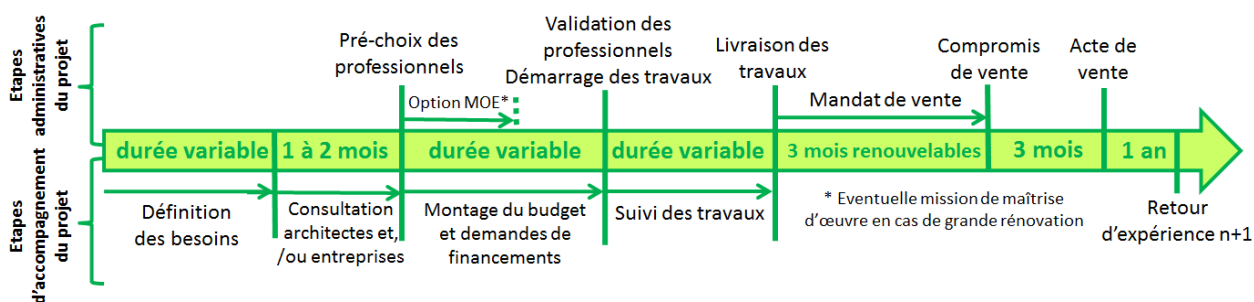 Etapes
administratives
du projet
Pré-choix des
professionnels
Option MOE*
Validation des
professionnels
Démarrage des travaux
Livraison des
travaux
Mandat de vente
Compromis
de vente
Acte de
vente
durée variable
1 à 2 mois
durée variable
durée variable
3 mois renouvelables
3 mois
1 an
Etapes
d’accompagnement
du projet
Définition
des besoins
Consultation
architectes et,
/ou entreprises
Montage du budget
et demandes de
financements
Suivi des travaux
* Eventuelle mission de maîtrise
d’œuvre en cas de grande rénovation
Retour
d’expérience n+1